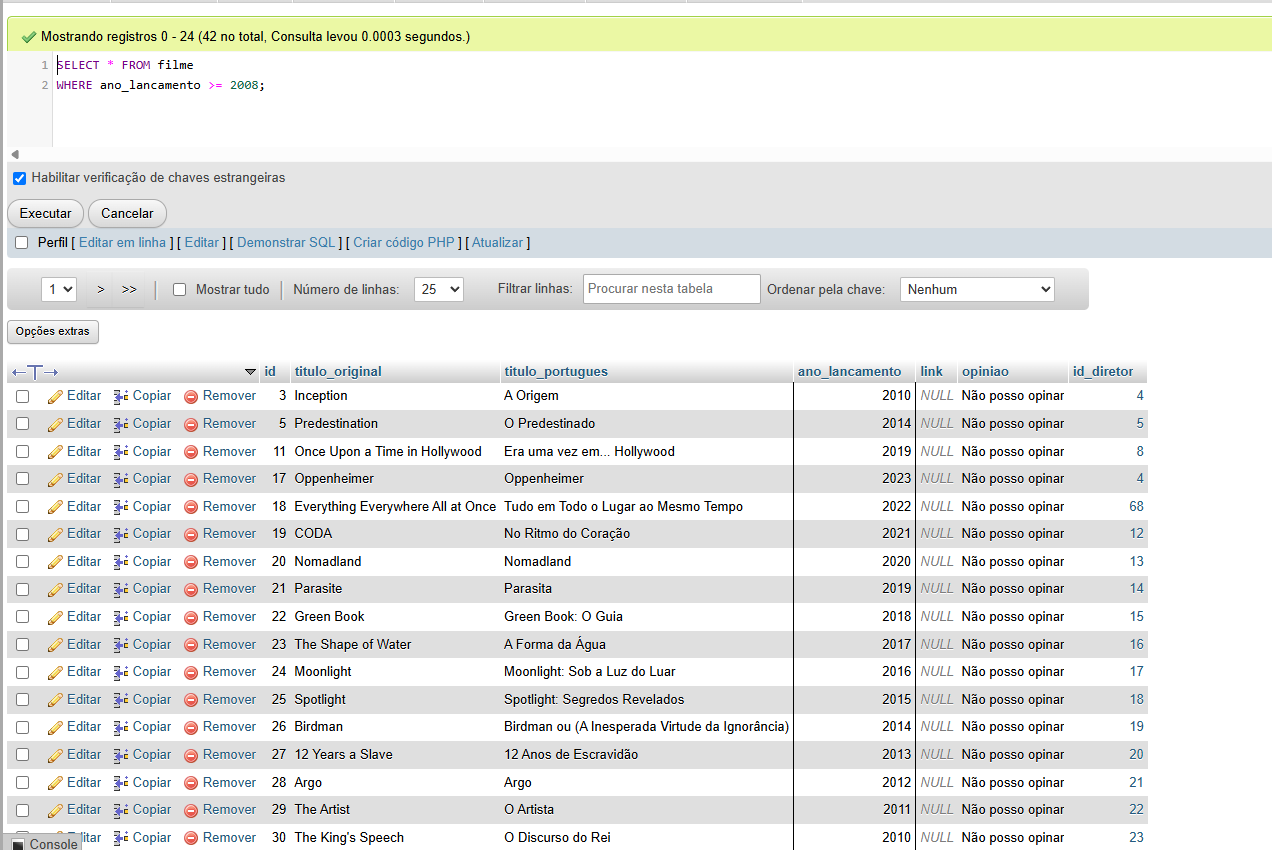 Mostrando registros 0 - 24 (42 no total, Consulta levou 0.0003 segundos.)
1 SELECT * FROM filme
2 WHERE ano_lancamento >= 2008;
Habilitar verificação de chaves estrangeiras
Executar Cancelar
Perfil [ Editar em linha ] [ Editar ] [ Demonstrar SQL ] [ Criar código PHP ] [ Atualizar ]
1 > >> | Mostrar tudo | Número de linhas: 25 Filtrar linhas: Procurar nesta tabela Ordenar pela chave: Nenhum
Opções extras
←T→ id titulo_original titulo_portugues ano_lancamento link opiniao id_diretor
Editar Copiar Remover 3 Inception A Origem 2010 NULL Não posso opinar 4
Editar Copiar Remover 5 Predestination O Predestinado 2014 NULL Não posso opinar 5
Editar Copiar Remover 11 Once Upon a Time in Hollywood Era uma vez em... Hollywood 2019 NULL Não posso opinar 8
Editar Copiar Remover 17 Oppenheimer Oppenheimer 2023 NULL Não posso opinar 4
Editar Copiar Remover 18 Everything Everywhere All at Once Tudo em Todo o Lugar ao Mesmo Tempo 2022 NULL Não posso opinar 68
Editar Copiar Remover 19 CODA No Ritmo do Coração 2021 NULL Não posso opinar 12
Editar Copiar Remover 20 Nomadland Nomadland 2020 NULL Não posso opinar 13
Editar Copiar Remover 21 Parasite Parasita 2019 NULL Não posso opinar 14
Editar Copiar Remover 22 Green Book Green Book: O Guia 2018 NULL Não posso opinar 15
Editar Copiar Remover 23 The Shape of Water A Forma da Água 2017 NULL Não posso opinar 16
Editar Copiar Remover 24 Moonlight Moonlight: Sob a Luz do Luar 2016 NULL Não posso opinar 17
Editar Copiar Remover 25 Spotlight Spotlight: Segredos Revelados 2015 NULL Não posso opinar 18
Editar Copiar Remover 26 Birdman Birdman ou (A Inesperada Virtude da Ignorância) 2014 NULL Não posso opinar 19
Editar Copiar Remover 27 12 Years a Slave 12 Anos de Escravidão 2013 NULL Não posso opinar 20
Editar Copiar Remover 28 Argo Argo 2012 NULL Não posso opinar 21
Editar Copiar Remover 29 The Artist O Artista 2011 NULL Não posso opinar 22
Editar Copiar Remover 30 The King's Speech O Discurso do Rei 2010 NULL Não posso opinar 23
Console